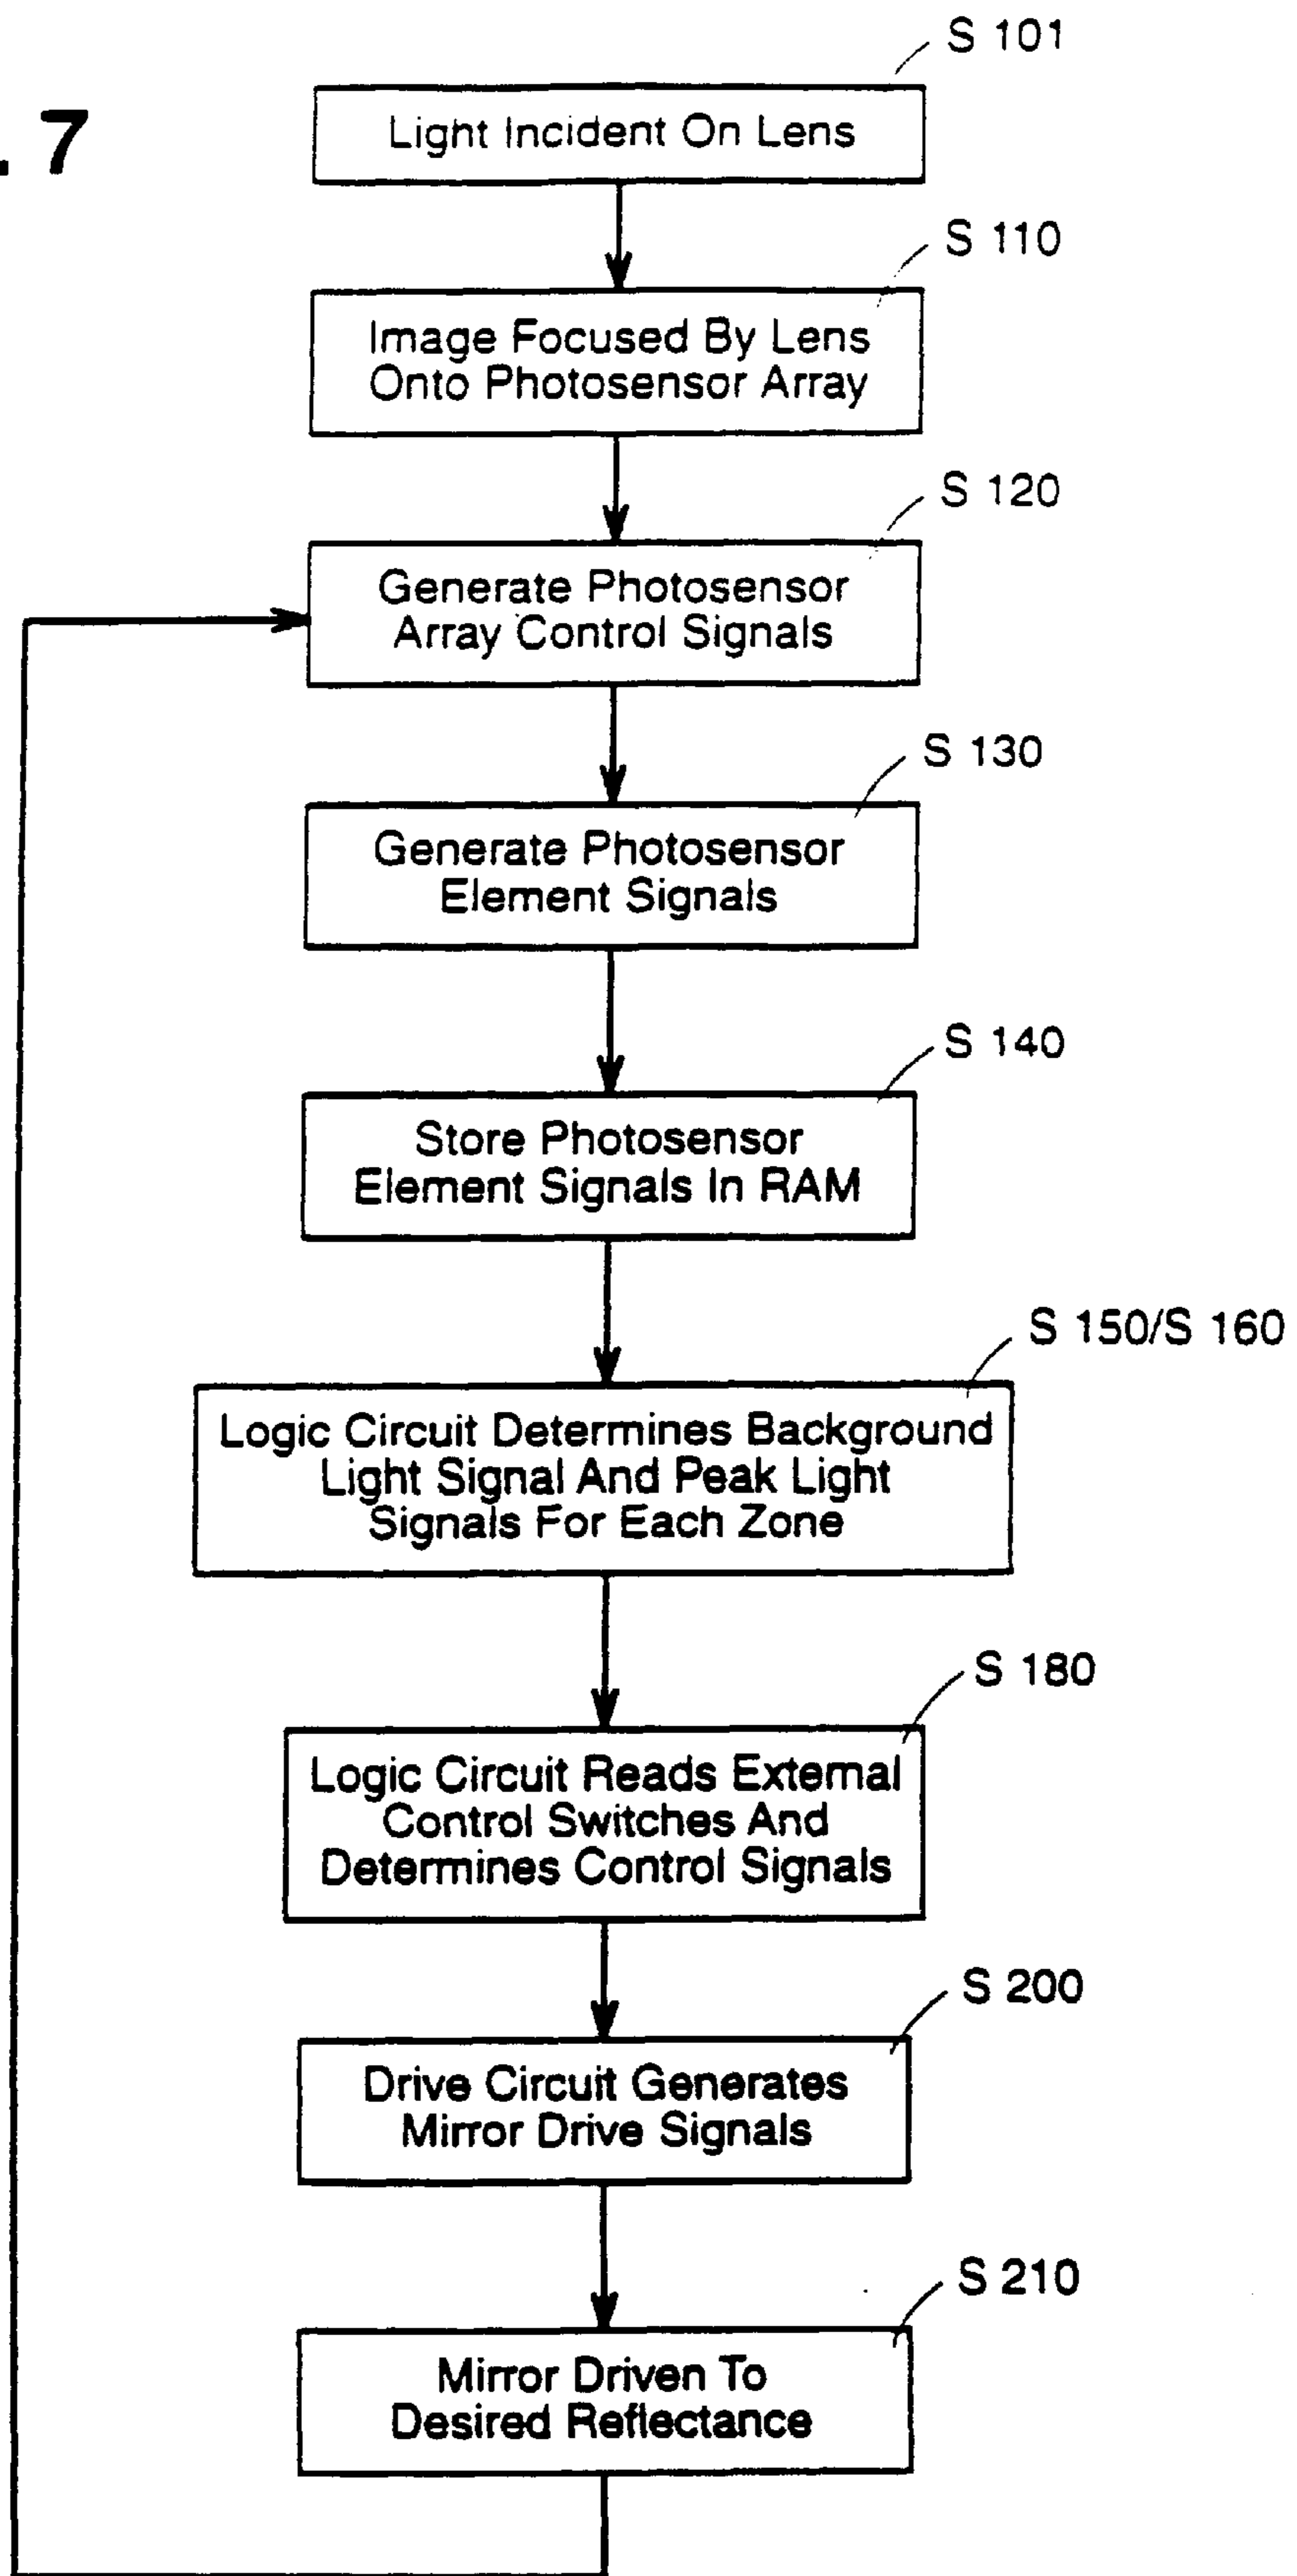 . 7
S 101
Light Incident On Lens
S 110
Image Focused By Lens
Onto Photosensor Array
S 120
Generate Photosensor
Array Control Signals
S 130
Generate Photosensor
Element Signals
S 140
Store Photosensor
Element Signals In RAM
S 150/S 160
Logic Circuit Determines Background
Light Signal And Peak Light
Signals For Each Zone
S 180
Logic Circuit Reads External
Control Switches And
Determines Control Signals
S 200
Drive Circuit Generates
Mirror Drive Signals
S 210
Mirror Driven To
Desired Reflectance